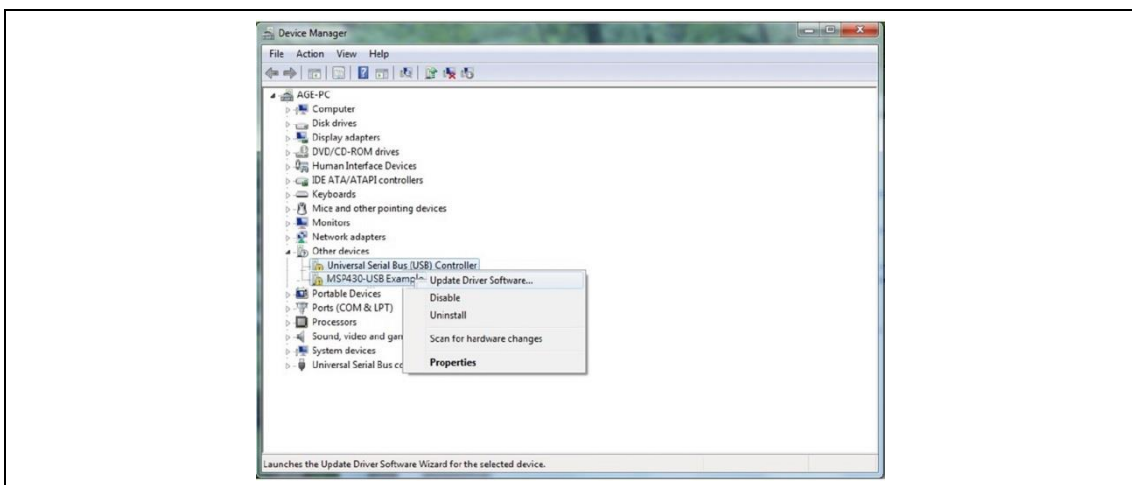 Device Manager
File Action View Help
AGE-PC
Computer
Disk drives
Display adapters
DVD/CD-ROM drives
Human Interface Devices
IDE ATA/ATAPI controllers
Keyboards
Mice and other pointing devices
Monitors
Network adapters
Other devices
Universal Serial Bus (USB) Controller
MSP430-USB Example
Update Driver Software...
Portable Devices
Disable
Ports (COM & LPT)
Uninstall
Processors
Sound, video and gam
Scan for hardware changes
System devices
Universal Serial Bus co
Properties
Launches the Update Driver Software Wizard for the selected device.